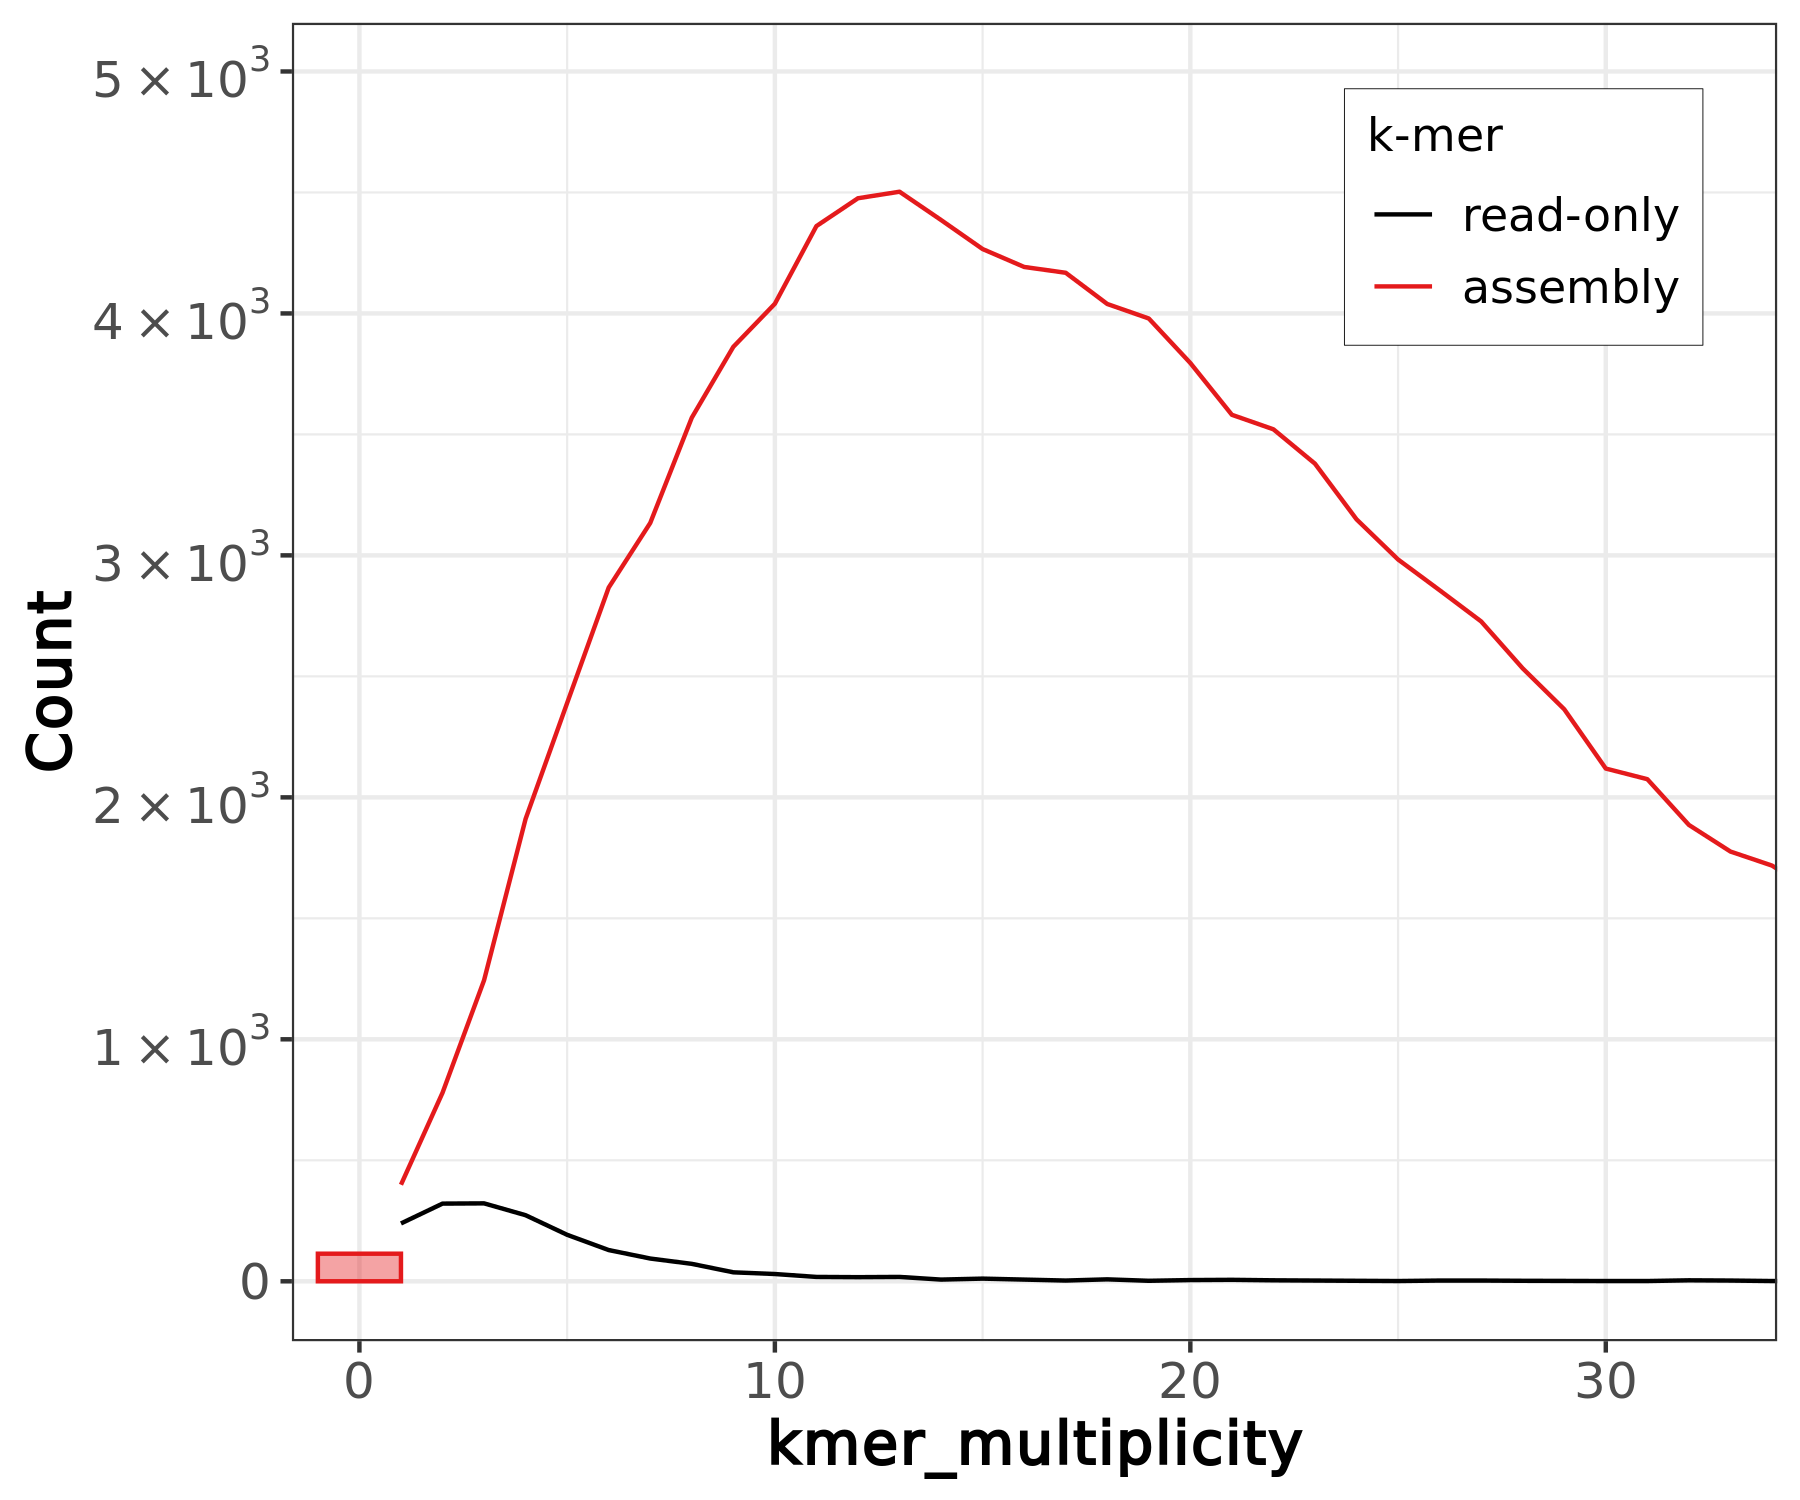 5 × 10³
4 × 10³
3 × 10³
2 × 10³
1 × 10³
0
Count
k-mer
read-only
assembly
0 10 20 30
kmer_multiplicity